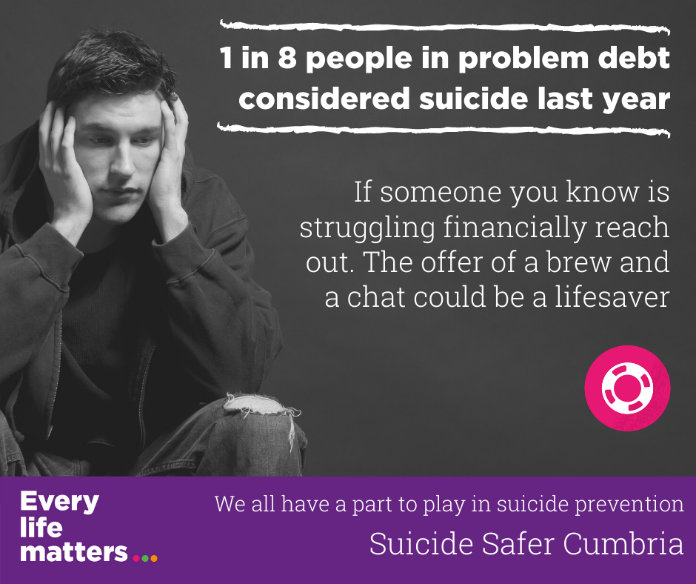 1 in 8 people in problem debt
considered suicide last year
If someone you know is
struggling financially reach
out. The offer of a brew and
a chat could be a lifesaver
Every
life
matters...
We all have a part to play in suicide prevention
Suicide Safer Cumbria